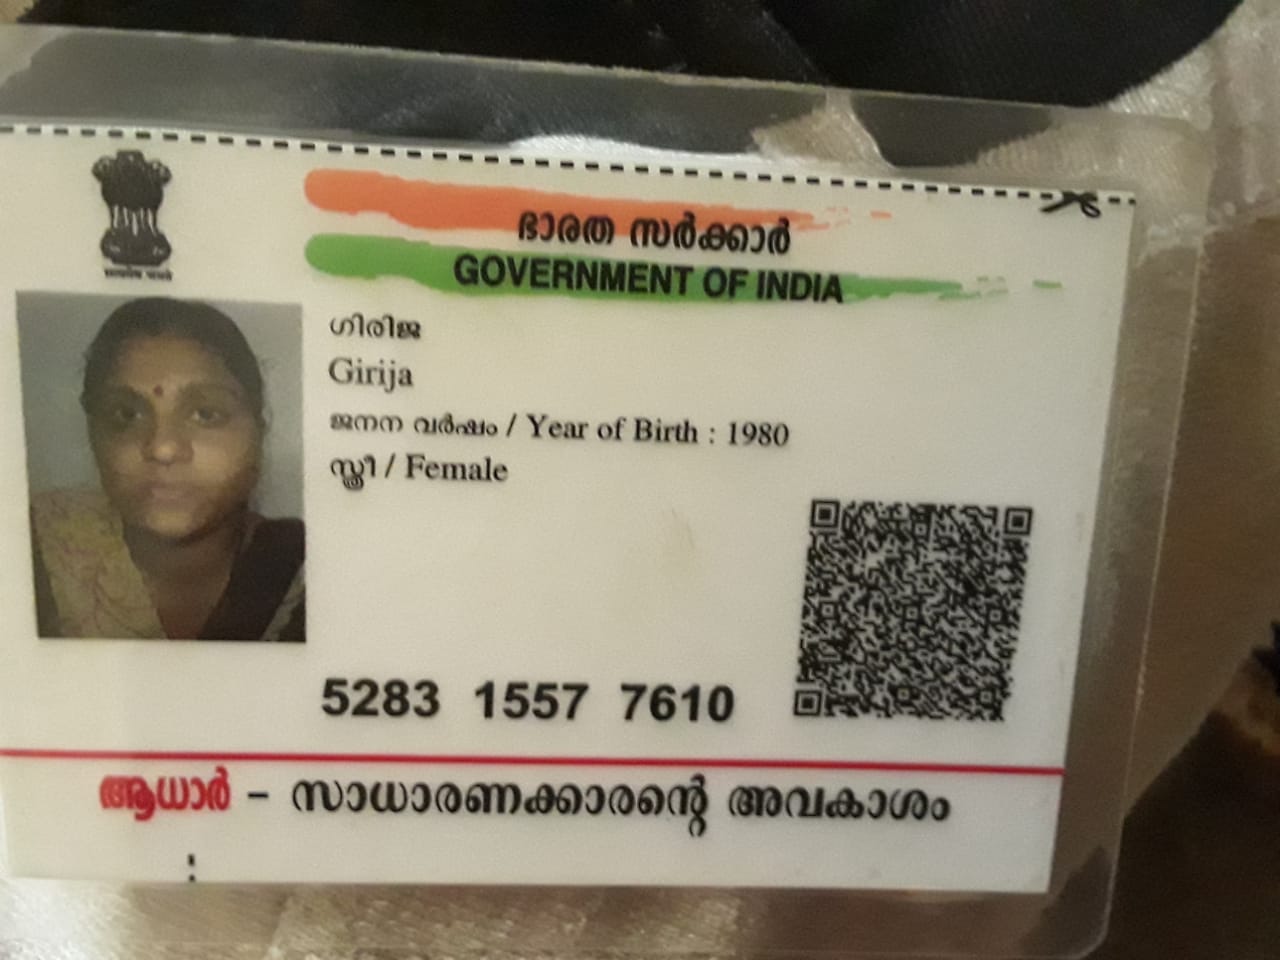 ഭാരത സർക്കാർ
GOVERNMENT OF INDIA
ഗിരിജ
Girija
ജനന വർഷം / Year of Birth : 1980
സ്ത്രീ / Female
5283 1557 7610
ആധാർ – സാധാരണക്കാരന്റെ അവകാശം